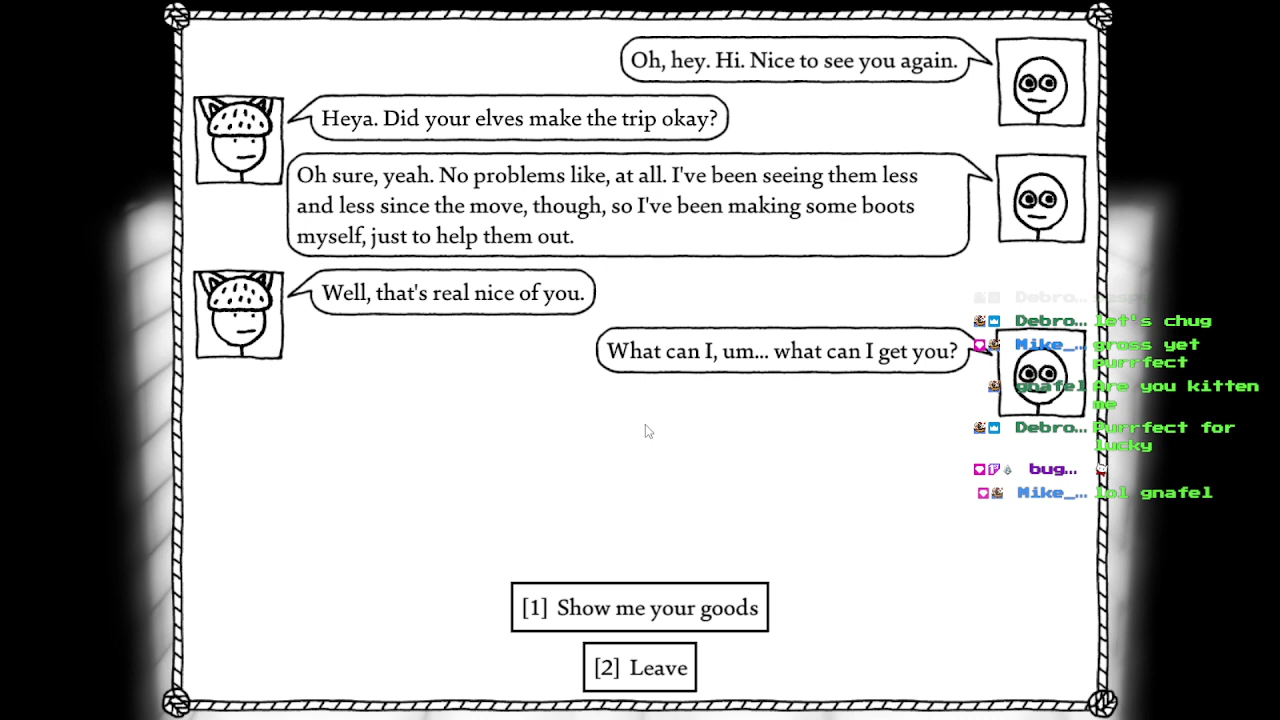 Oh, hey. Hi. Nice to see you again.
Heya. Did your elves make the trip okay?
Oh sure, yeah. No problems like, at all. I've been seeing them less
and less since the move, though, so I've been making some boots
myself, just to help them out.
Well, that's real nice of you.
What can I, um... what can I get you?
Debro...
Debro... let's chug
Mike_... gross yet
purrfect
gnafel Are you kitten
me
Debro... Purrfect for
lucky
bug...
Mike_... lol gnafel
[1] Show me your goods
[2] Leave